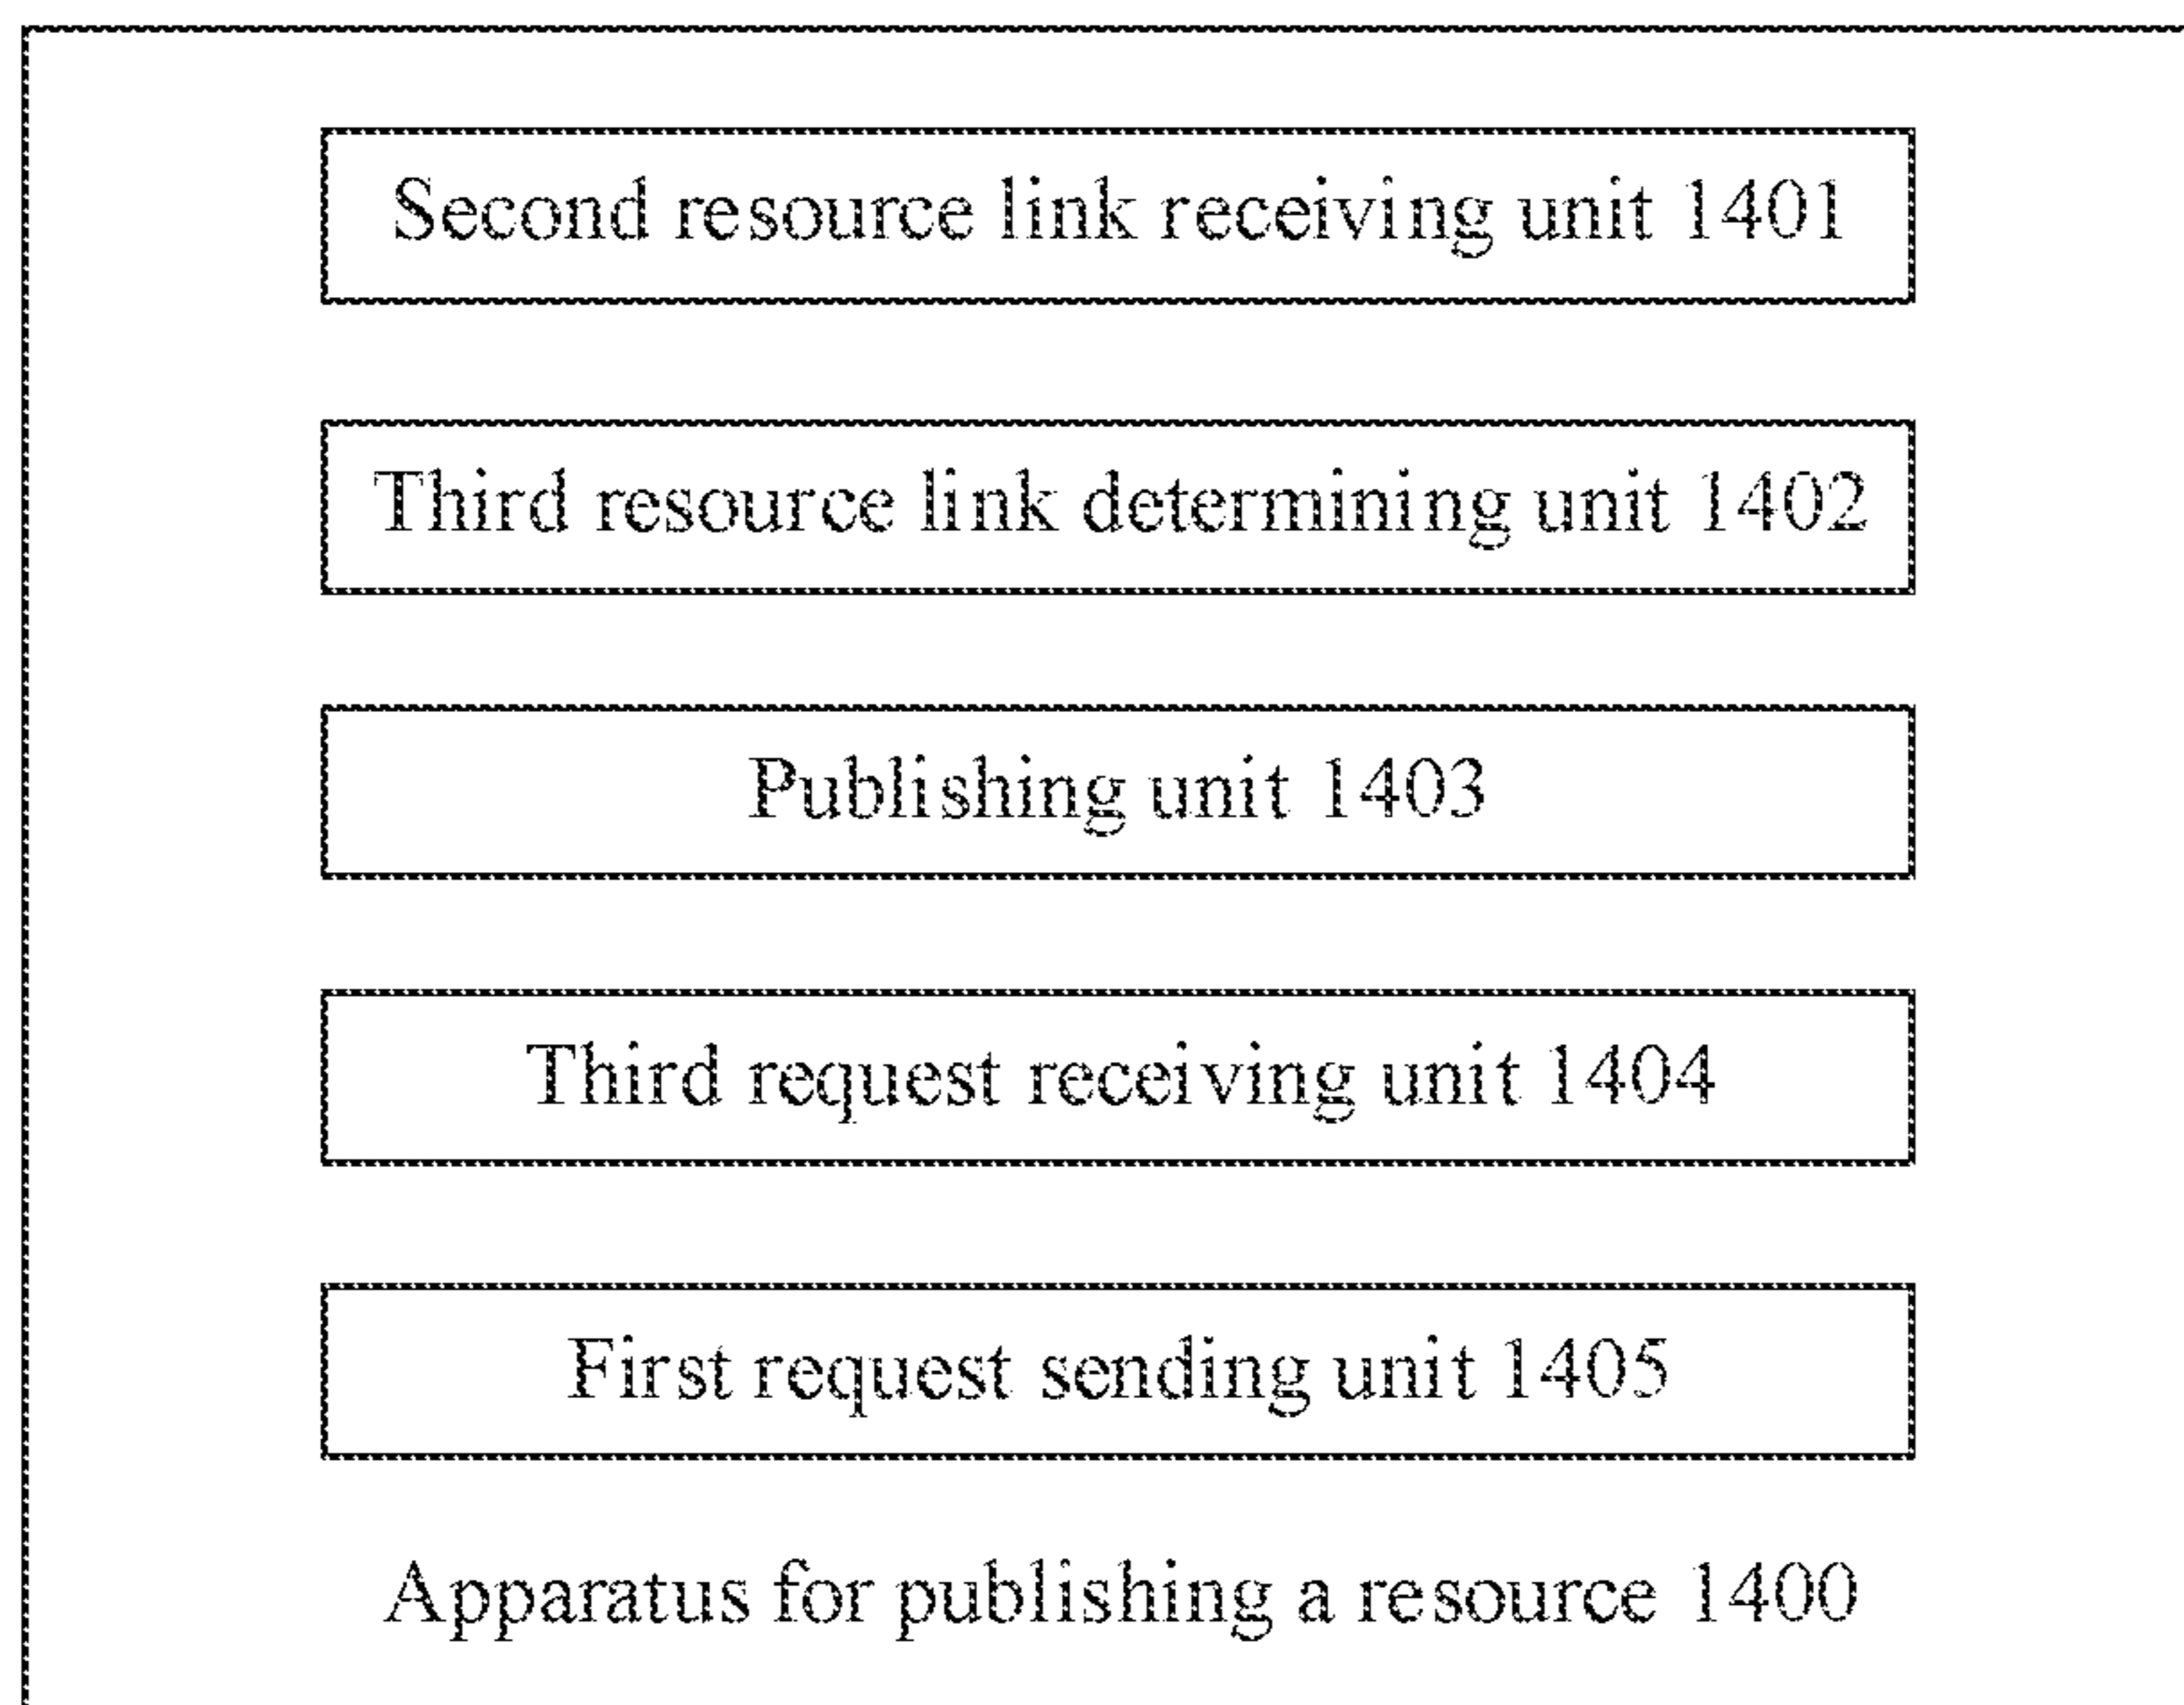 Second resource link receiving unit 1401
Third resource link determining unit 1402
Publishing unit 1403
Third request receiving unit 1404
First request sending unit 1405
Apparatus for publishing a resource 1400